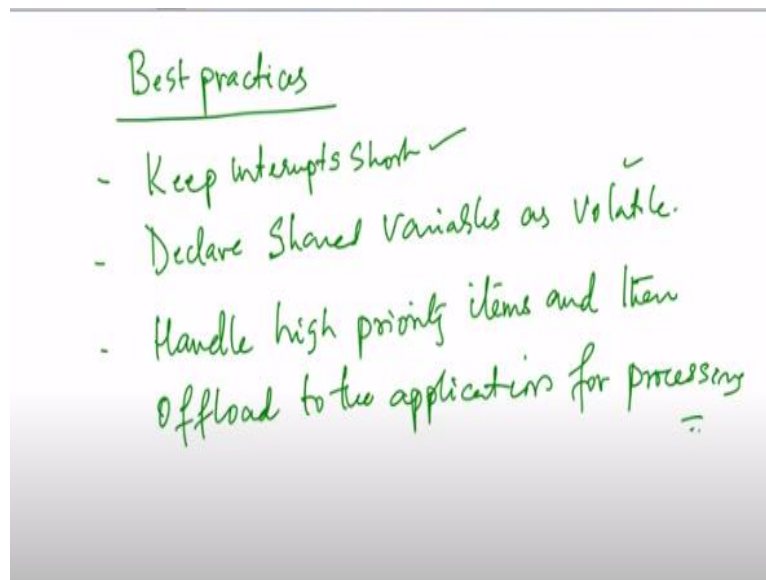 Best practices
- Keep interrupts short ✓
- Declare Shared Variables as Volatile.
- Handle high priority items and then
offload to the application for processing